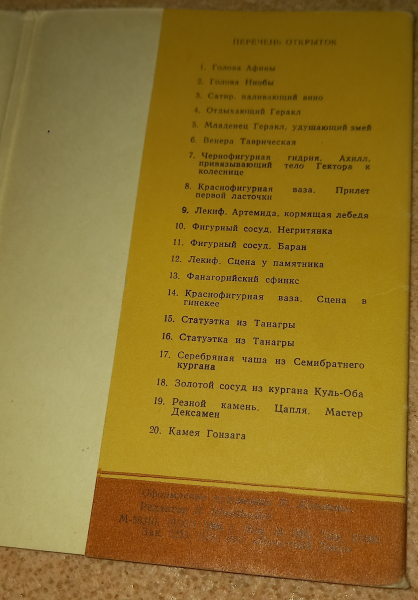 ПЕРЕЧЕНЬ ОТКРЫТОК
1. Голова Афины
2. Голова Ниобы
3. Сатир, наливающий вино
4. Отдыхающий Геракл
5. Младенец Геракл, удушающий змей
6. Венера Таврическая
7. Чернофигурная гидрия. Ахилл,
привязывающий тело Гектора к
колеснице
8. Краснофигурная ваза. Прилет
первой ласточки
9. Лекиф. Артемида, кормящая лебедя
10. Фигурный сосуд. Негритянка
11. Фигурный сосуд. Баран
12. Лекиф. Сцена у памятника
13. Фанагорийский сфинкс
14. Краснофигурная ваза. Сцена в
гинекее
15. Статуэтка из Танагры
16. Статуэтка из Танагры
17. Серебряная чаша из Семибратнего
кургана
18. Золотой сосуд из кургана Куль-Оба
19. Резной камень. Цапля. Мастер
Дексамен
20. Камея Гонзага
Оформление
Редактор